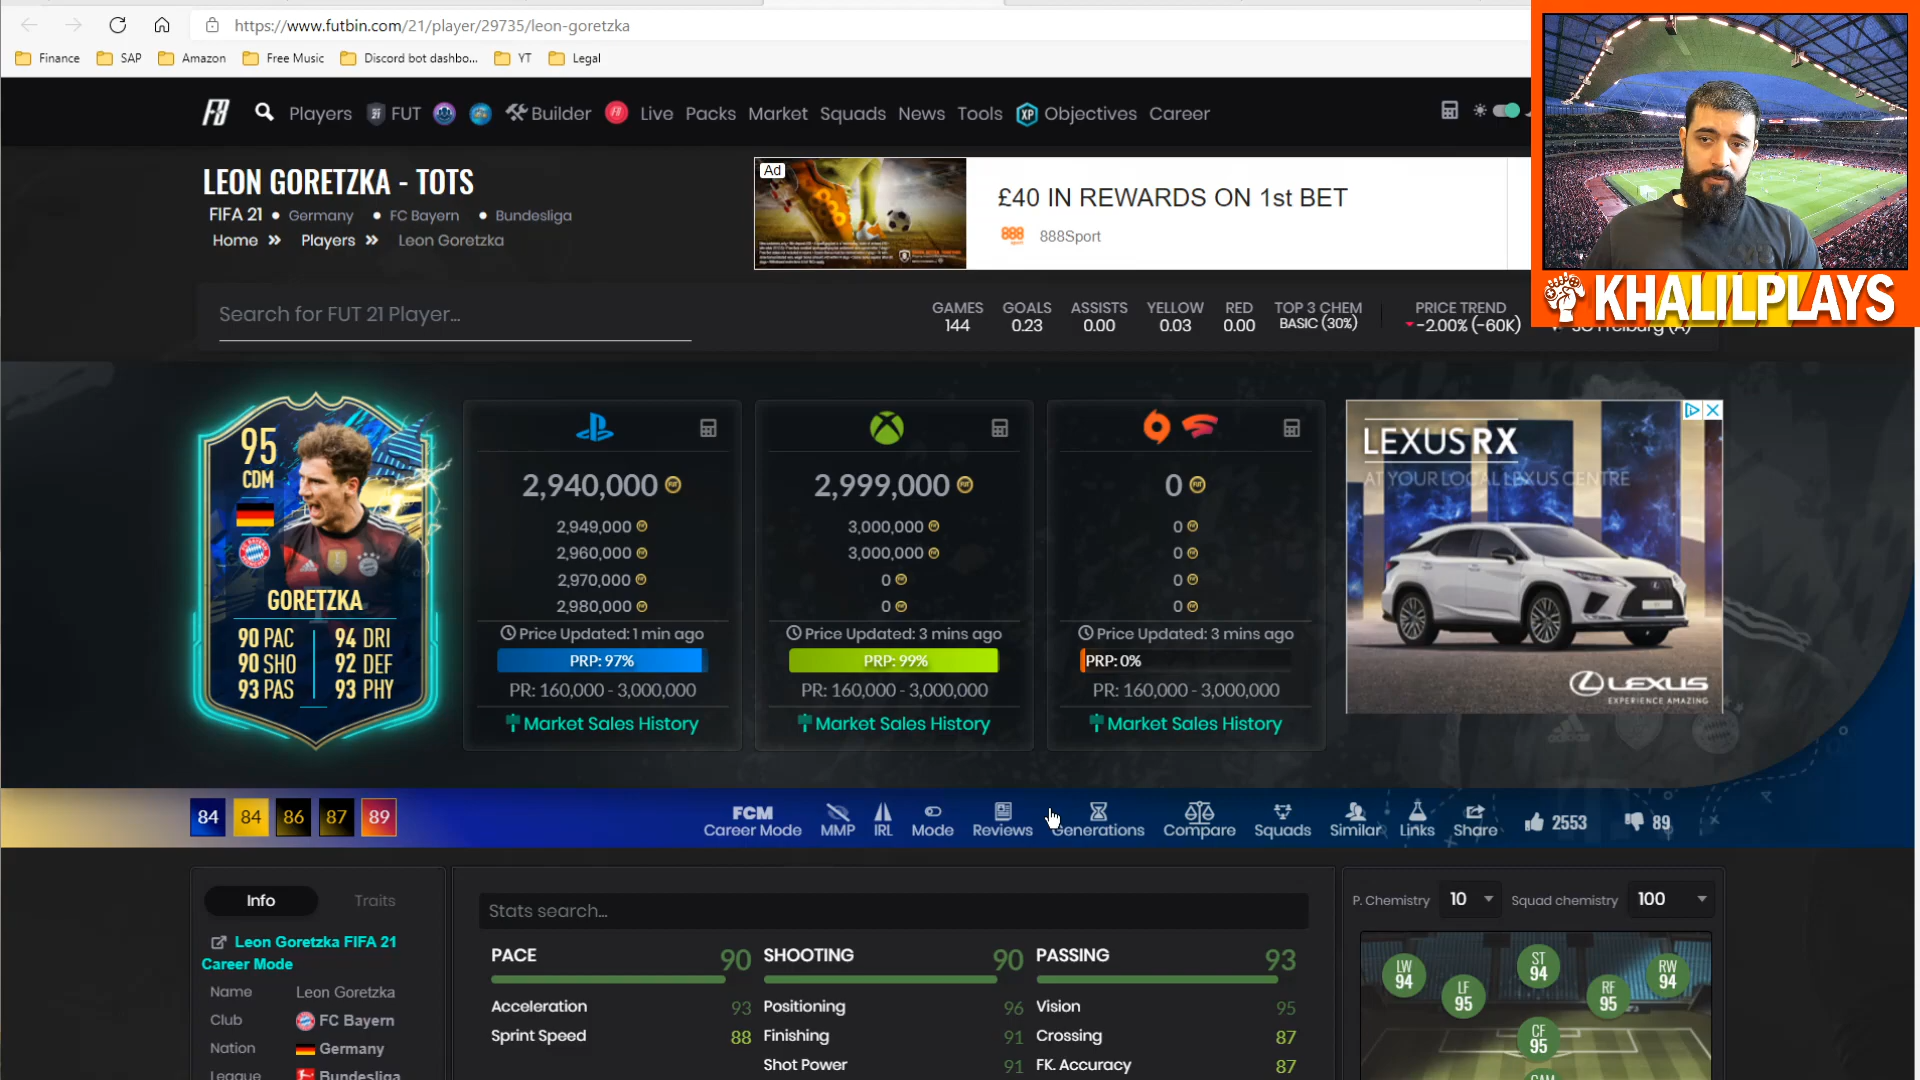 https://www.futbin.com/21/player/29735/leon-goretzka
Finance SAP Amazon Free Music Discord bot dashbo... YT Legal
Players FUT Builder Live Packs Market Squads News Tools XP Objectives Career
LEON GORETZKA - TOTS
FIFA 21 • Germany • FC Bayern • Bundesliga
Home » Players » Leon Goretzka
Ad
£40 IN REWARDS ON 1st BET
888 888Sport
KHALILPLAYS
Search for FUT 21 Player...
GAMES GOALS ASSISTS YELLOW RED TOP 3 CHEM PRICE TREND
144 0.23 0.00 0.03 0.00 BASIC (30%) -2.00% (-60K)
95
CDM
GORETZKA
90 PAC 94 DRI
90 SHO 92 DEF
93 PAS 93 PHY
2,940,000
2,949,000
2,960,000
2,970,000
2,980,000
Price Updated: 1 min ago
PRP: 97%
PR: 160,000 - 3,000,000
Market Sales History
2,999,000
3,000,000
3,000,000
0
0
Price Updated: 3 mins ago
PRP: 99%
PR: 160,000 - 3,000,000
Market Sales History
0
0
0
0
0
Price Updated: 3 mins ago
PRP: 0%
PR: 160,000 - 3,000,000
Market Sales History
LEXUS RX
AT YOUR LOCAL LEXUS CENTRE
LEXUS
EXPERIENCE AMAZING
84 84 86 87 89
FCM Career Mode MMP IRL Mode Reviews Generations Compare Squads Similar Links Share 2553 89
Info Traits
Leon Goretzka FIFA 21
Career Mode
Name Leon Goretzka
Club FC Bayern
Nation Germany
League Bundesliga
Stats search...
PACE 90
Acceleration 93
Sprint Speed 88
SHOOTING 90
Positioning 96
Finishing 91
Shot Power 91
PASSING 93
Vision 95
Crossing 87
FK. Accuracy 87
P. Chemistry 10 Squad chemistry 100
LW 94
ST 94
RW 94
LF 95
RF 95
CF 95